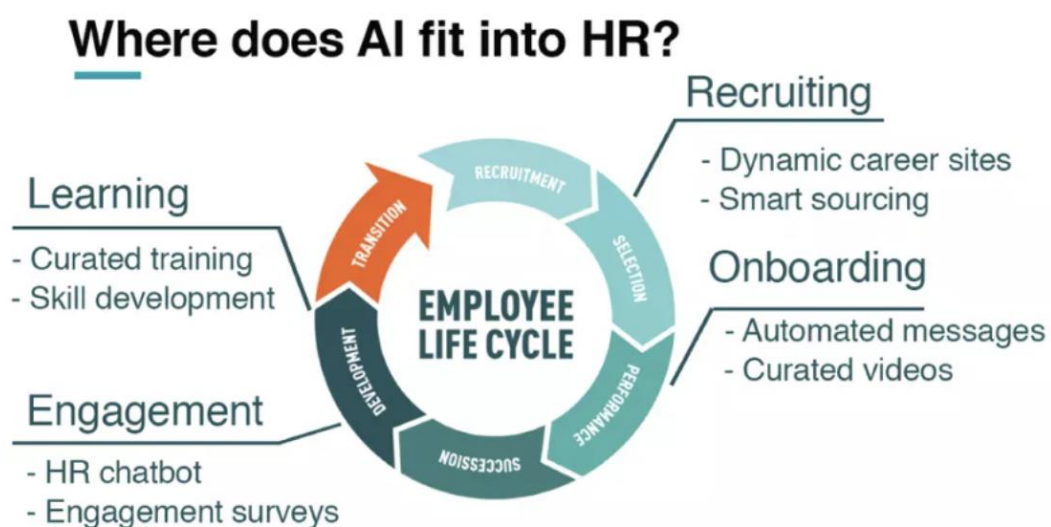 Where does AI fit into HR?
Recruiting
- Dynamic career sites
- Smart sourcing
Onboarding
- Automated messages
- Curated videos
Learning
- Curated training
- Skill development
Engagement
- HR chatbot
- Engagement surveys
EMPLOYEE
LIFE CYCLE
RECRUITMENT
SELECTION
PERFORMANCE
SUCCESSION
DEVELOPMENT
TRANSITION